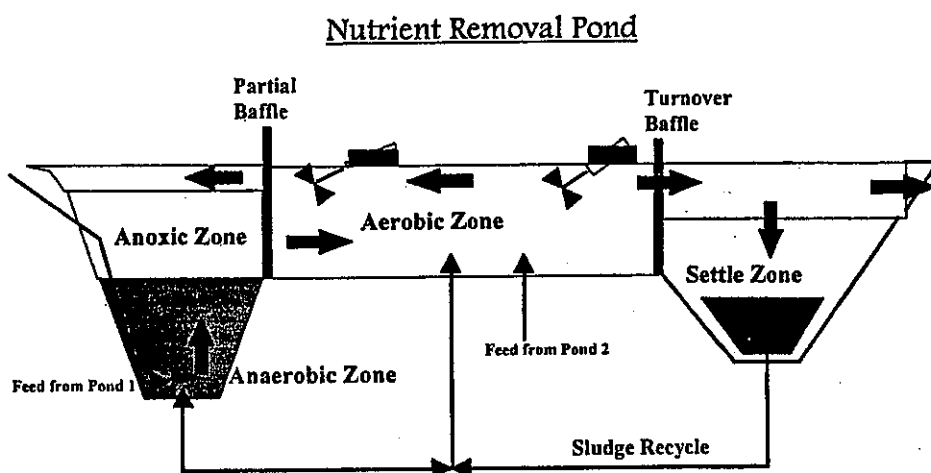 Nutrient Removal Pond
Partial
Baffle
Turnover
Baffle
Anoxic Zone
Aerobic Zone
Settle Zone
Feed from Pond 2
Feed from Pond 1
Anaerobic Zone
Sludge Recycle